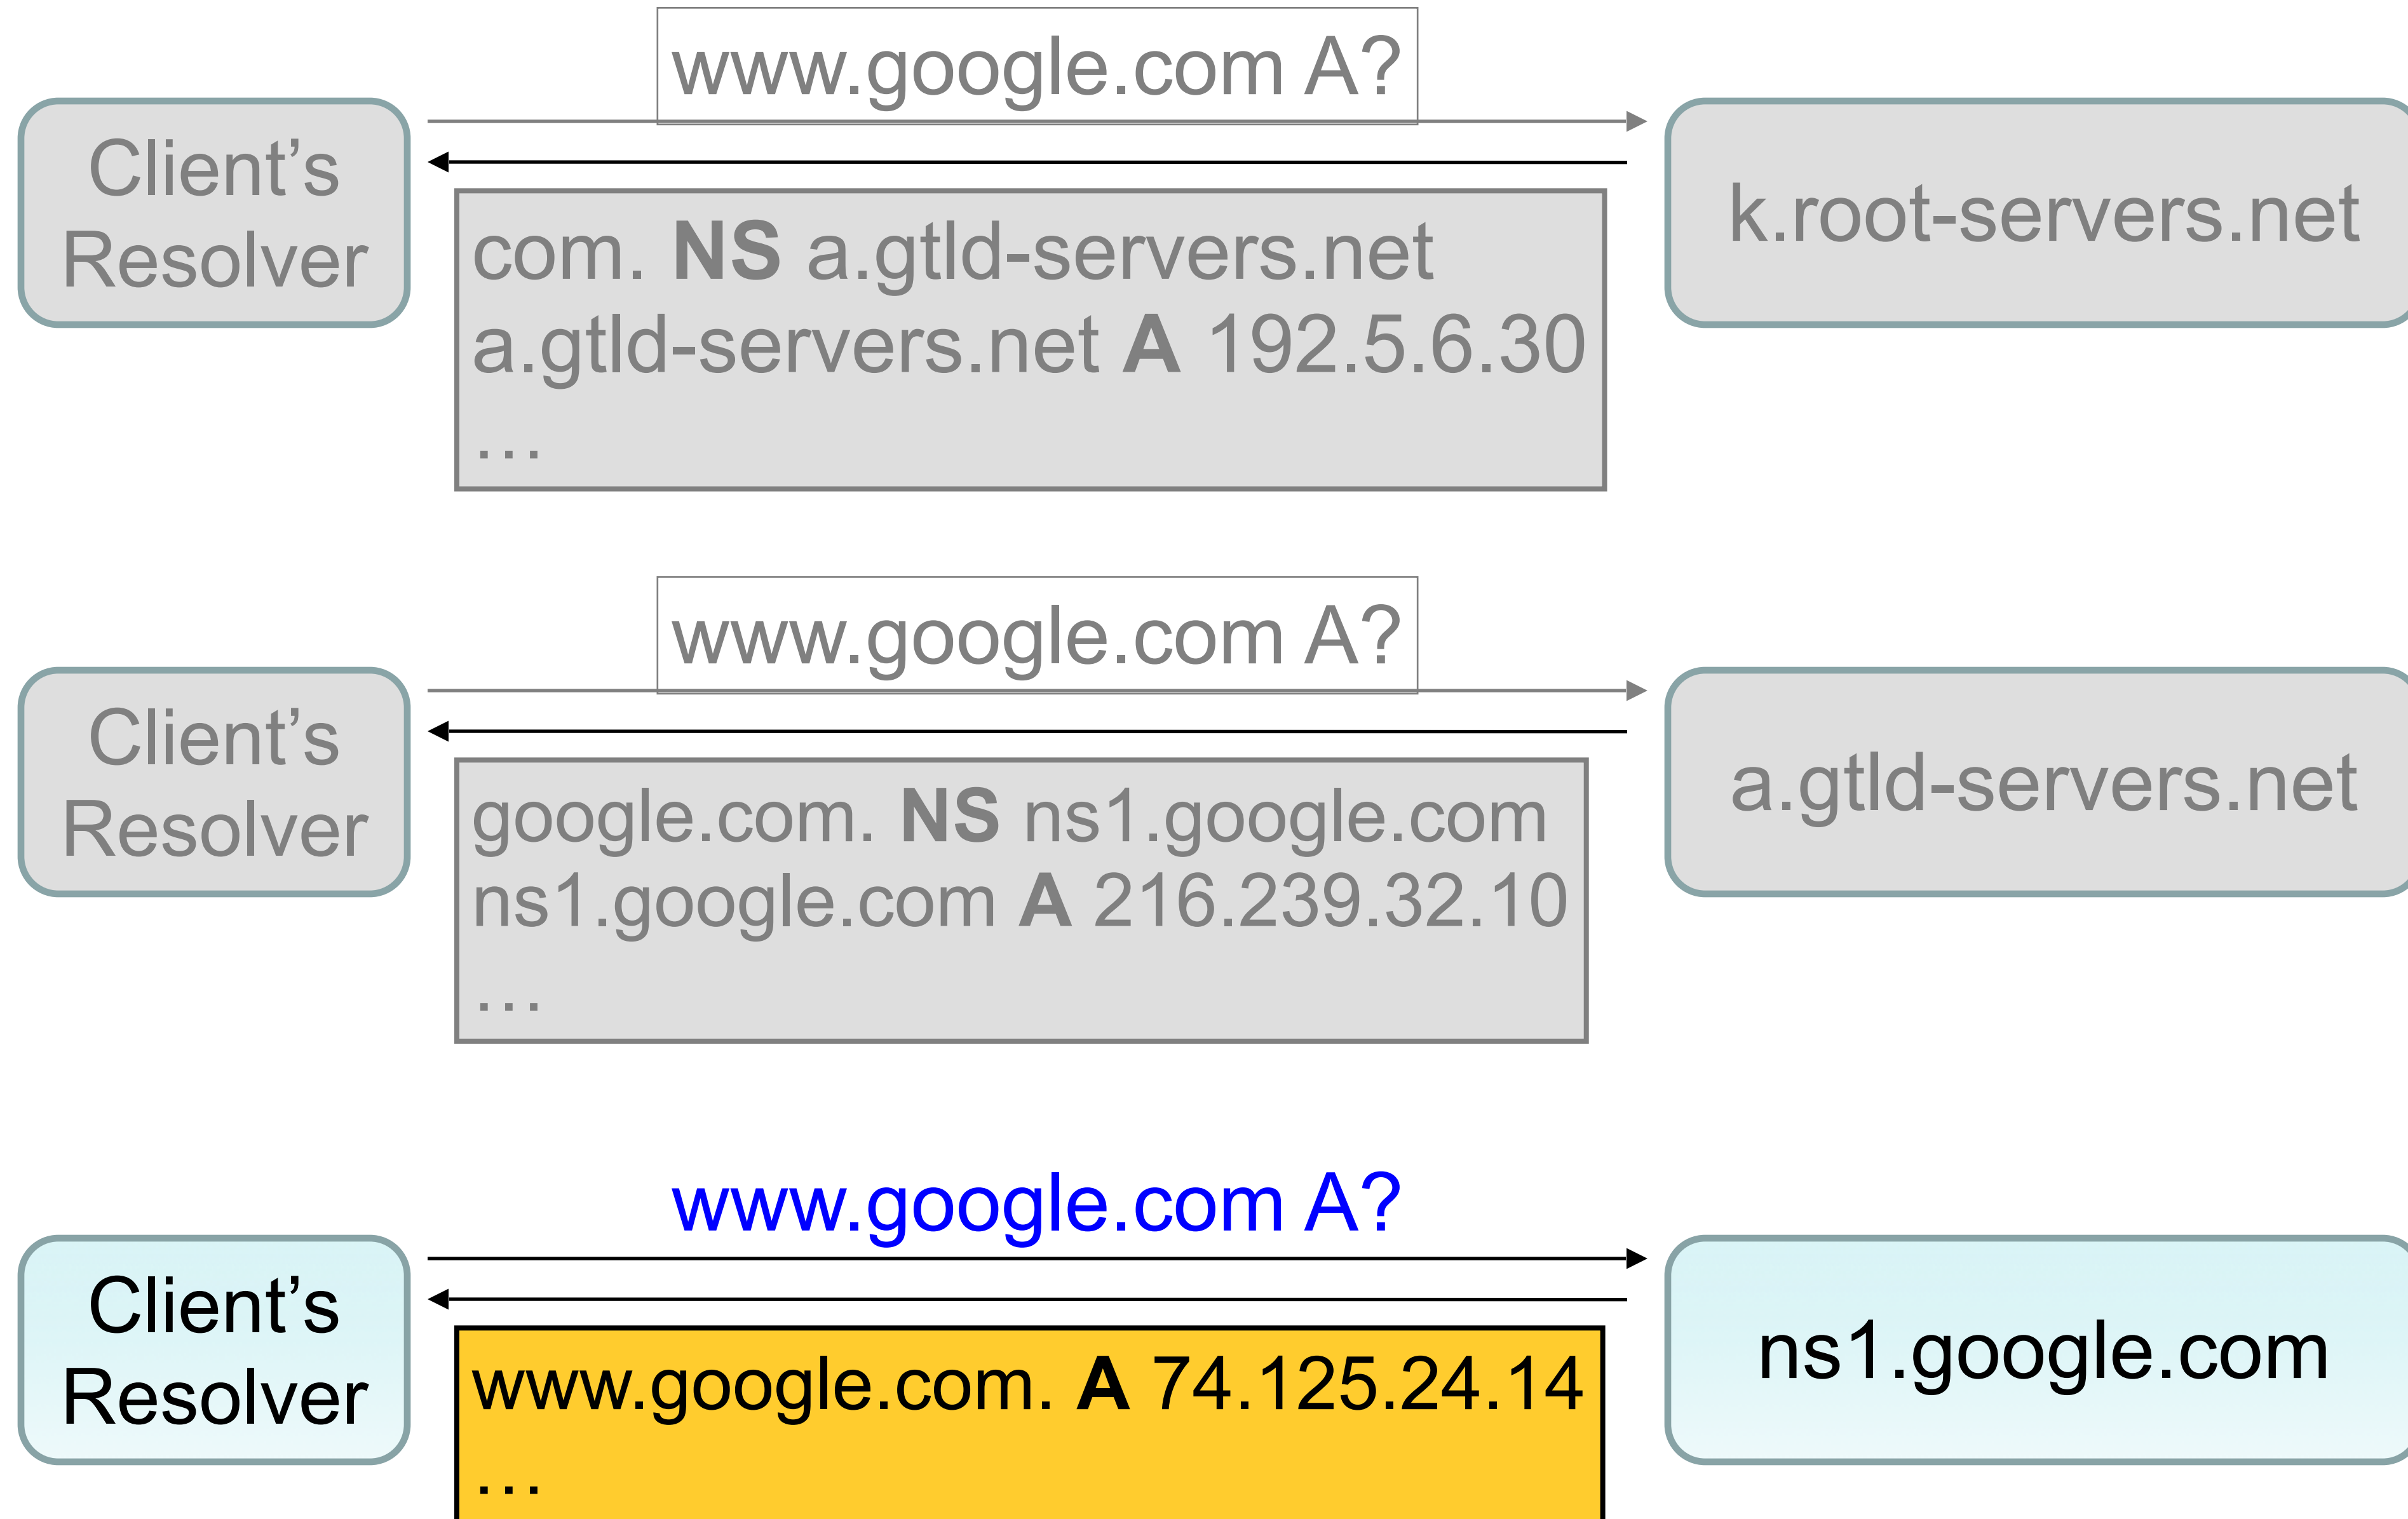 www.google.com A?
Client’s
Resolver
k.root-servers.net
com. NS a.gtld-servers.net
a.gtld-servers.net A 192.5.6.30
…
www.google.com A?
Client’s
Resolver
a.gtld-servers.net
google.com. NS ns1.google.com
ns1.google.com A 216.239.32.10
…
www.google.com A?
Client’s
Resolver
ns1.google.com
www.google.com. A 74.125.24.14
…